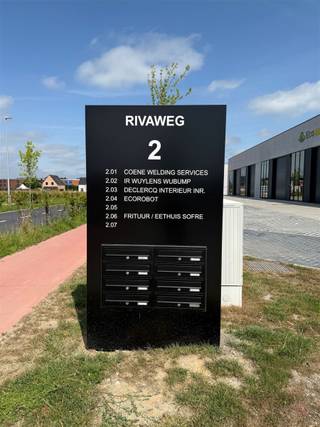 RIVAWEG
2
2.01 COENE WELDING SERVICES
2.02 IR WUYLENS WUBUMP
2.03 DECLERCQ INTERIEUR INR.
2.04 ECOROBOT
2.05
2.06 FRITUUR / EETHUIS SOFRE
2.07